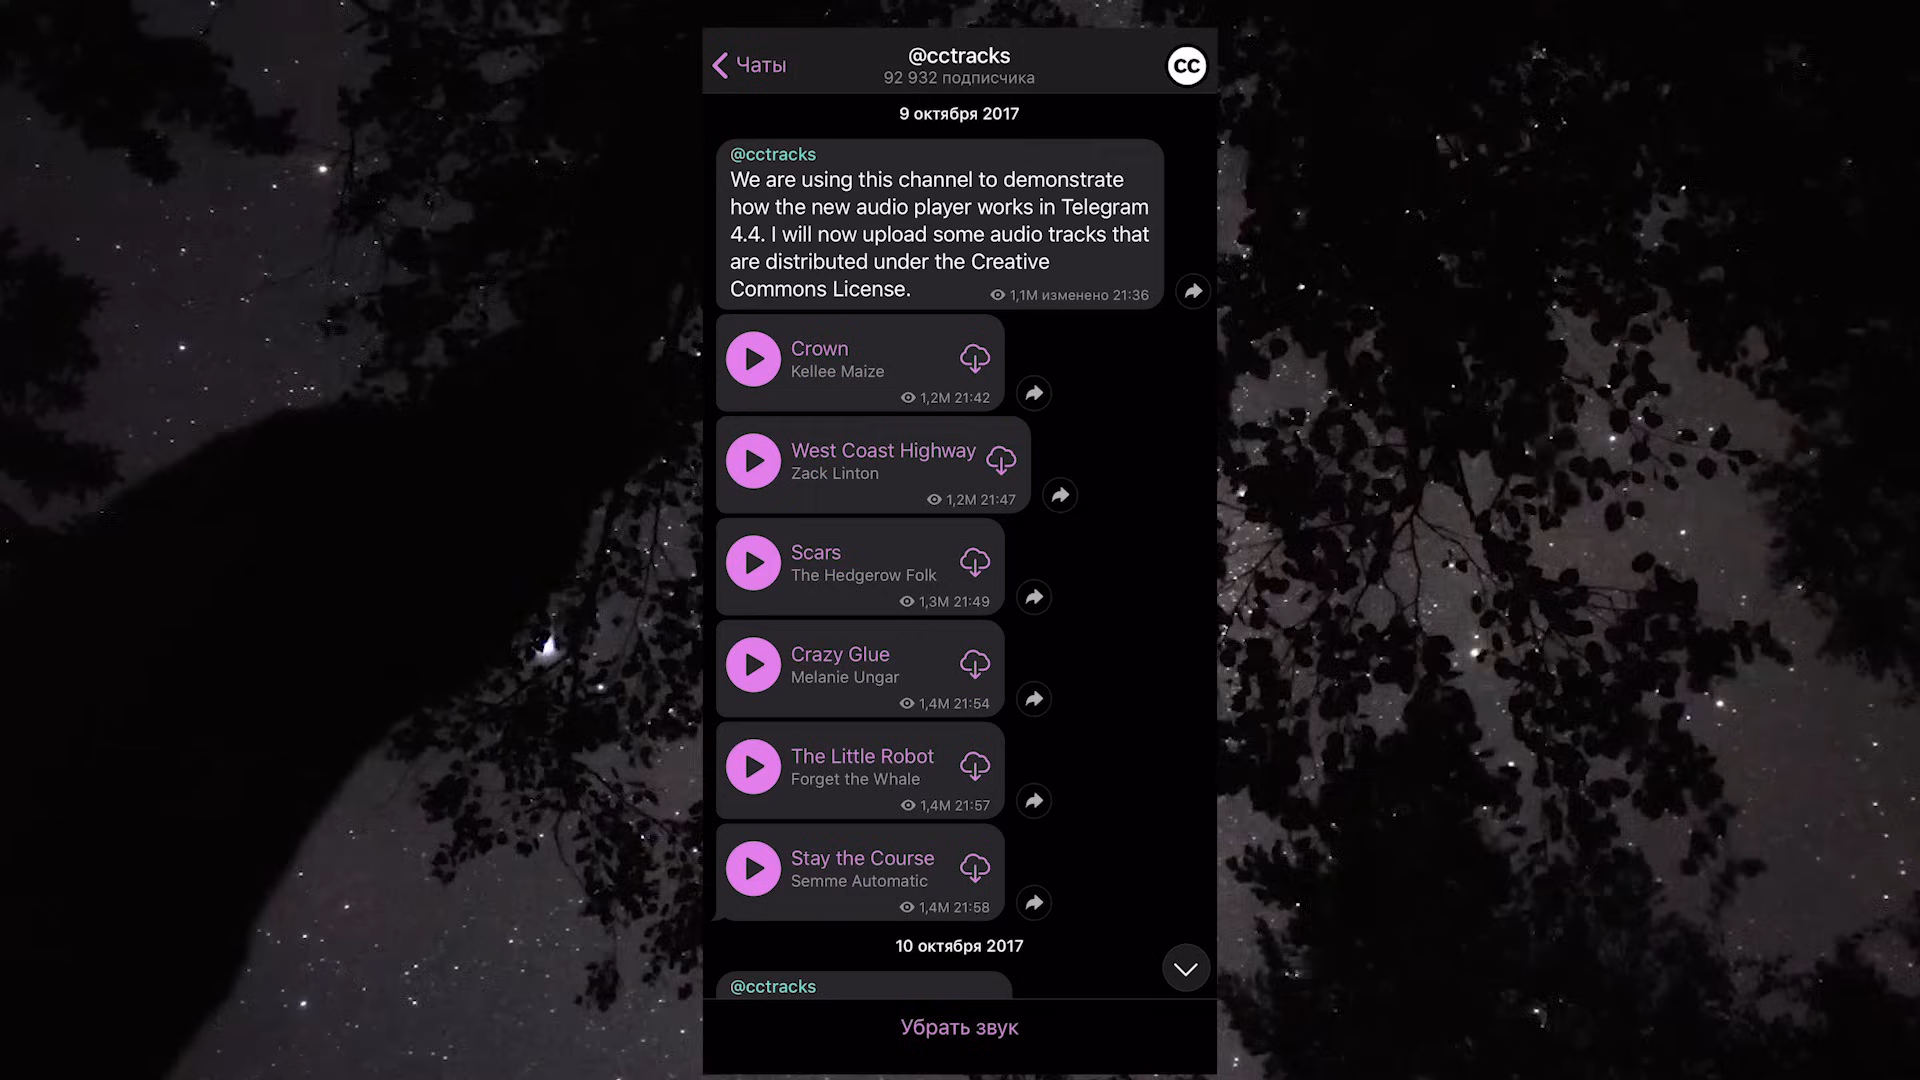 Чаты
@cctracks
92 932 подписчика
CC
9 октября 2017
@cctracks
We are using this channel to demonstrate
how the new audio player works in Telegram
4.4. I will now upload some audio tracks that
are distributed under the Creative
Commons License.
1,1M изменено 21:36
Crown
Kellee Maize
1,2M 21:42
West Coast Highway
Zack Linton
1,2M 21:47
Scars
The Hedgerow Folk
1,3M 21:49
Crazy Glue
Melanie Ungar
1,4M 21:54
The Little Robot
Forget the Whale
1,4M 21:57
Stay the Course
Semme Automatic
1,4M 21:58
10 октября 2017
@cctracks
Убрать звук